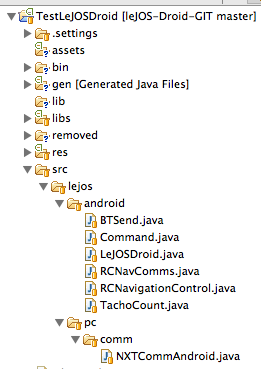 TestLeJOSDroid [leJOS-Droid-GIT master]
.settings
assets
bin
gen [Generated Java Files]
lib
libs
removed
res
src
lejos
android
BTSend.java
Command.java
LeJOSDroid.java
RCNavComms.java
RCNavigationControl.java
TachoCount.java
pc
comm
NXTCommAndroid.java